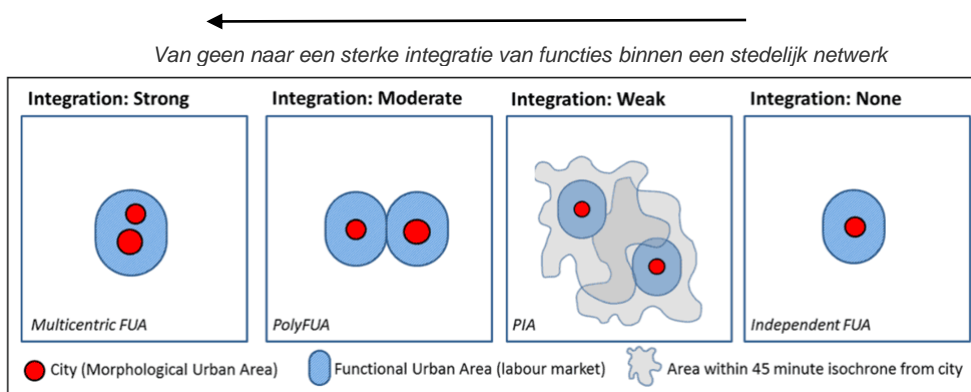 Van geen naar een sterke integratie van functies binnen een stedelijk netwerk
Integration: Strong
Integration: Moderate
Integration: Weak
Integration: None
Multicentric FUA
PolyFUA
PIA
Independent FUA
City (Morphological Urban Area)
Functional Urban Area (labour market)
Area within 45 minute isochrone from city